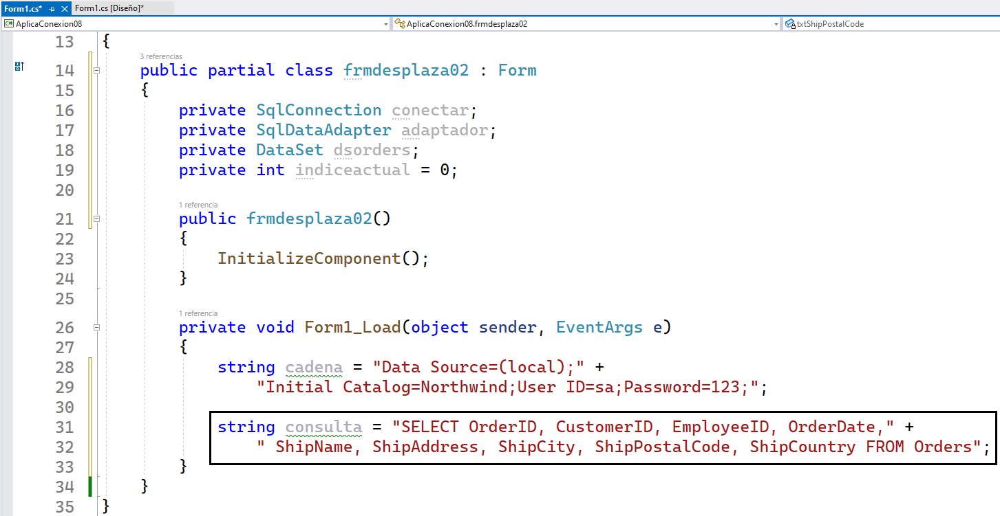 Form1.cs*
Form1.cs [Diseño]*
C# AplicaConexion08
AplicaConexion08.frmdesplaza02
txtShipPostalCode
13 {
3 referencias
14 public partial class frmdesplaza02 : Form
15 {
16 private SqlConnection conectar;
17 private SqlDataAdapter adaptador;
18 private DataSet dsorders;
19 private int indiceactual = 0;
20
1 referencia
21 public frmdesplaza02()
22 {
23 InitializeComponent();
24 }
25
1 referencia
26 private void Form1_Load(object sender, EventArgs e)
27 {
28 string cadena = "Data Source=(local);" +
29 "Initial Catalog=Northwind;User ID=sa;Password=123;";
30
31 string consulta = "SELECT OrderID, CustomerID, EmployeeID, OrderDate," +
32 " ShipName, ShipAddress, ShipCity, ShipPostalCode, ShipCountry FROM Orders";
33 }
34 }
35 }